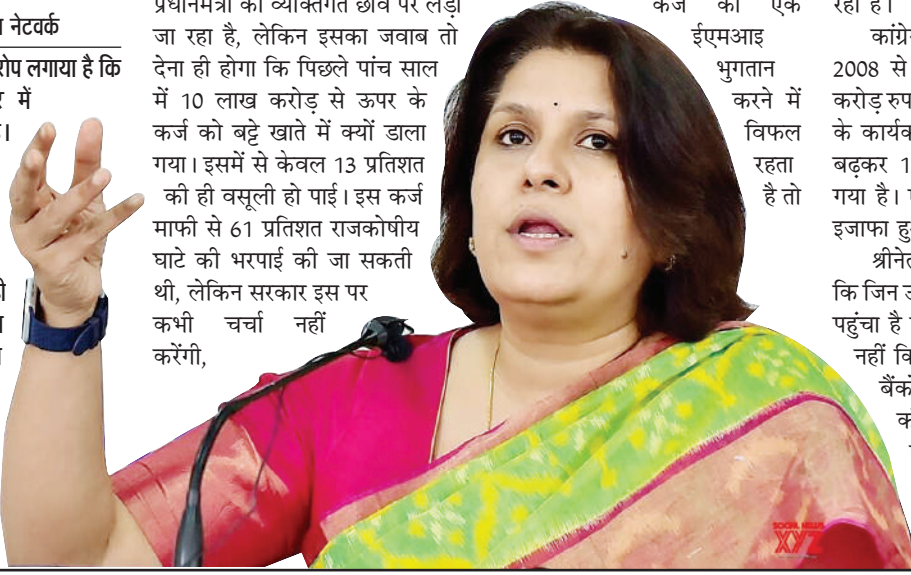 नेटवर्क
रोप लगाया है कि
में
प्रधानमंत्री की व्यक्तिगत छवि पर लड़ा
जा रहा है, लेकिन इसका जवाब तो
देना ही होगा कि पिछले पांच साल
में 10 लाख करोड़ से ऊपर के
कर्ज को बट्टे खाते में क्यों डाला
गया। इसमें से केवल 13 प्रतिशत
की ही वसूली हो पाई। इस कर्ज
माफी से 61 प्रतिशत राजकोषीय
घाटे की भरपाई की जा सकती
थी, लेकिन सरकार इस पर
कभी चर्चा नहीं
करेंगी,
कर्ज का एक
ईएमआइ
भुगतान
करने में
विफल
रहता
है तो
रहा है।
कांग्रे
2008 से
करोड़ रुप
के कार्यक
बढ़कर 1
गया है।
इजाफा हु
श्रीनेत
कि जिन
पहुंचा है
नहीं वि
बैंको
XYZ